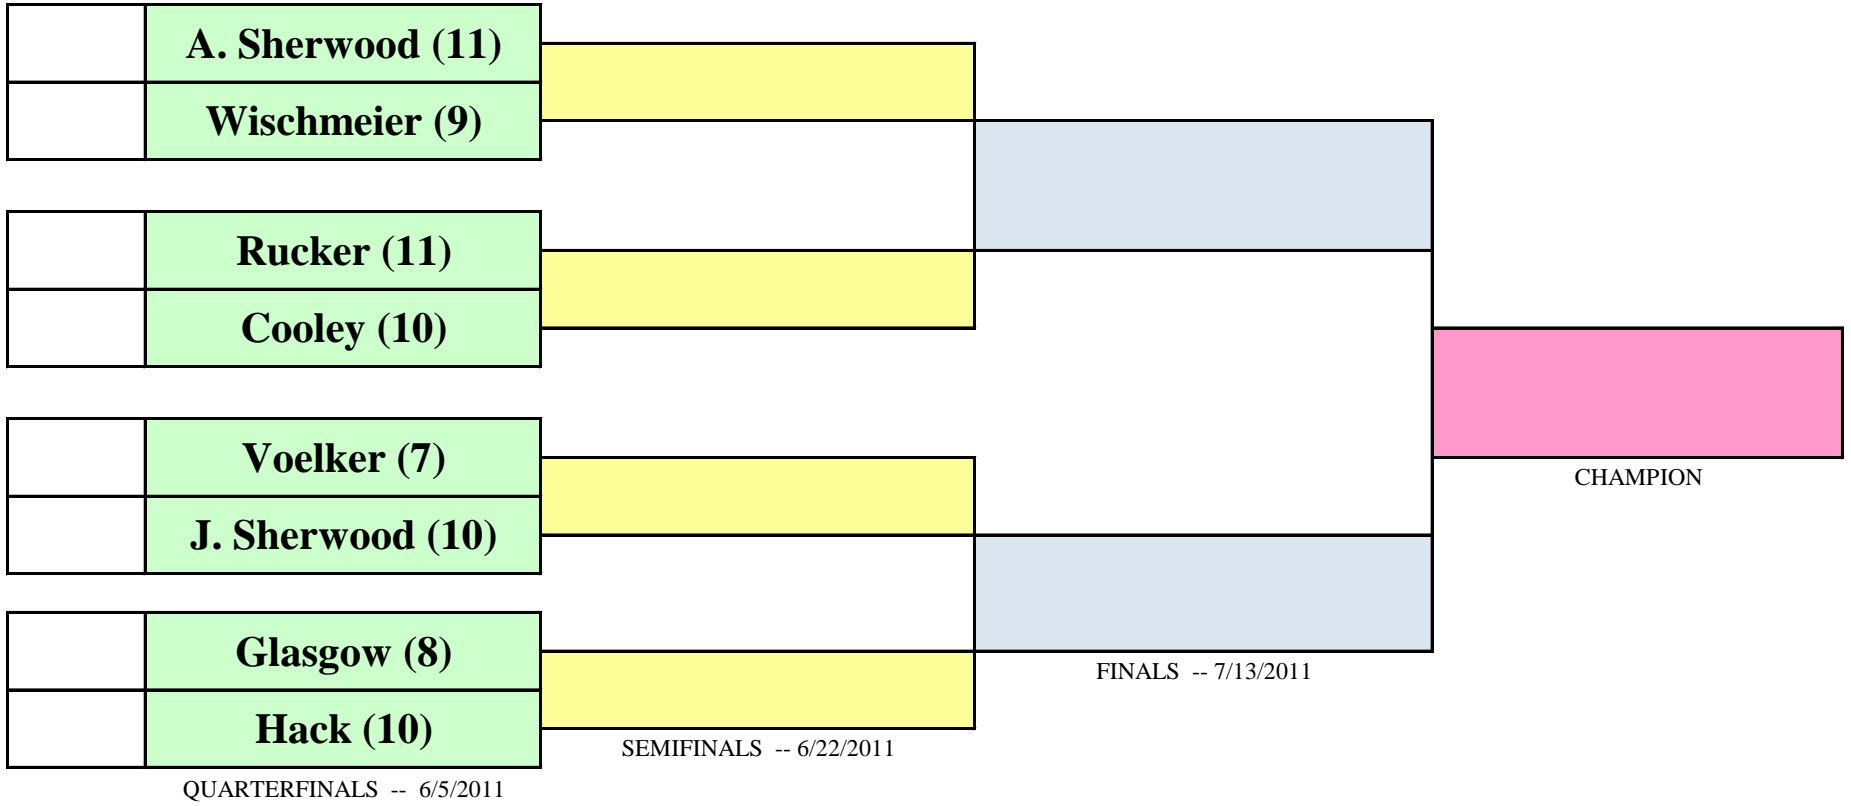 A. Sherwood (11)
Wischmeier (9)
Rucker (11)
Cooley (10)
Voelker (7)
J. Sherwood (10)
Glasgow (8)
Hack (10)
QUARTERFINALS -- 6/5/2011
SEMIFINALS -- 6/22/2011
FINALS -- 7/13/2011
CHAMPION